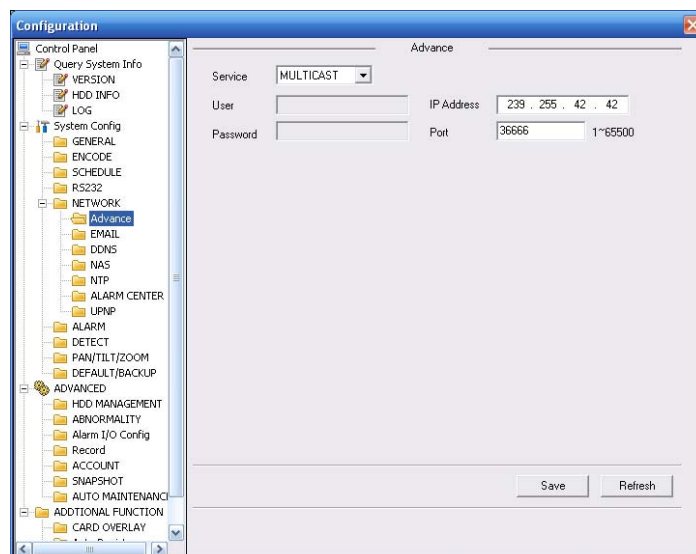 Configuration
Control Panel
Query System Info
VERSION
HDD INFO
LOG
System Config
GENERAL
ENCODE
SCHEDULE
RS232
NETWORK
Advance
EMAIL
DDNS
NAS
NTP
ALARM CENTER
UPNP
ALARM
DETECT
PAN/TILT/ZOOM
DEFAULT/BACKUP
ADVANCED
HDD MANAGEMENT
ABNORMALITY
Alarm I/O Config
Record
ACCOUNT
SNAPSHOT
AUTO MAINTENANC
ADDTIONAL FUNCTION
CARD OVERLAY
Advance
Service MULTICAST
User IP Address 239 . 255 . 42 . 42
Password Port 36666 1~65500
Save Refresh